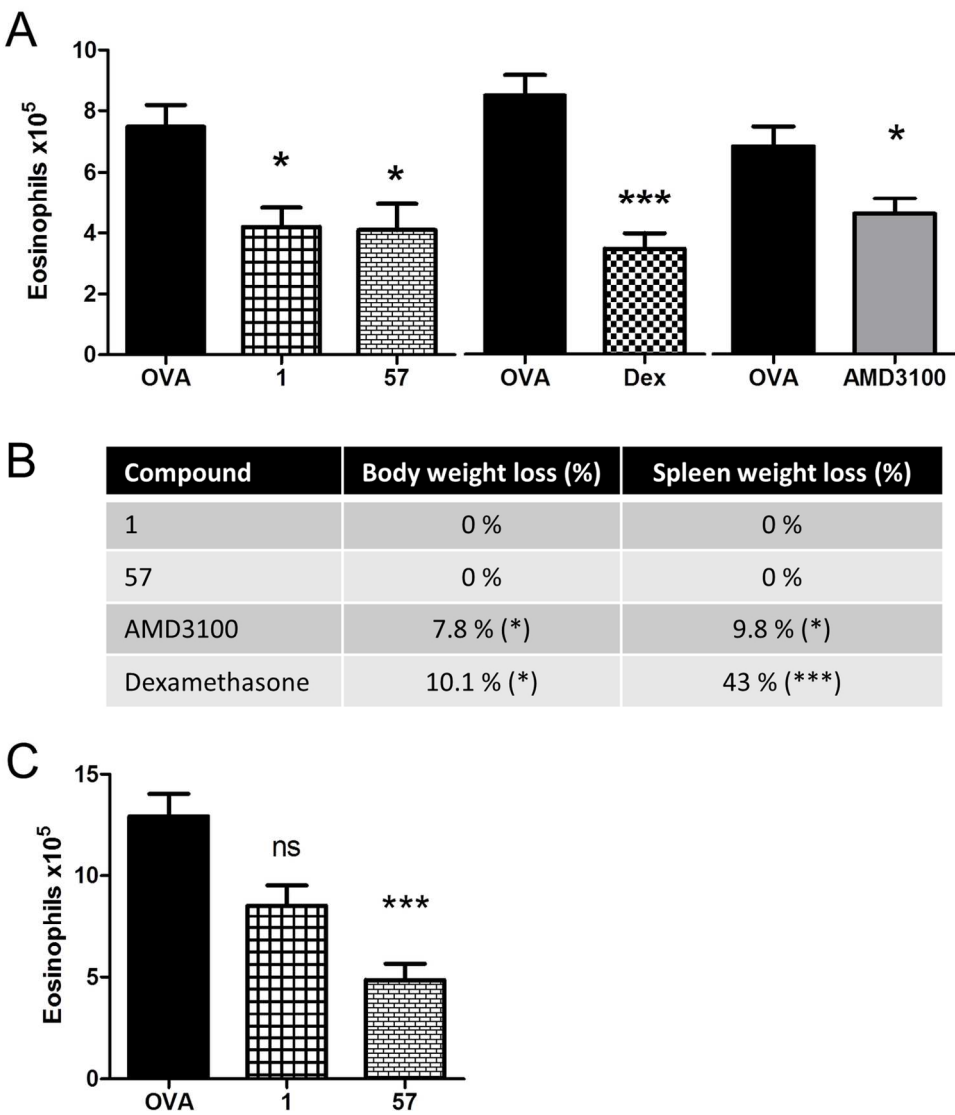 A
10
8
6
4
2
0
Eosinophils x10⁵
*
*
***
*
OVA 1 57 OVA Dex OVA AMD3100
B
Compound Body weight loss (%) Spleen weight loss (%)
1 0 % 0 %
57 0 % 0 %
AMD3100 7.8 % (*) 9.8 % (*)
Dexamethasone 10.1 % (*) 43 % (***)
C
15
10
5
0
Eosinophils x10⁵
ns
***
OVA 1 57